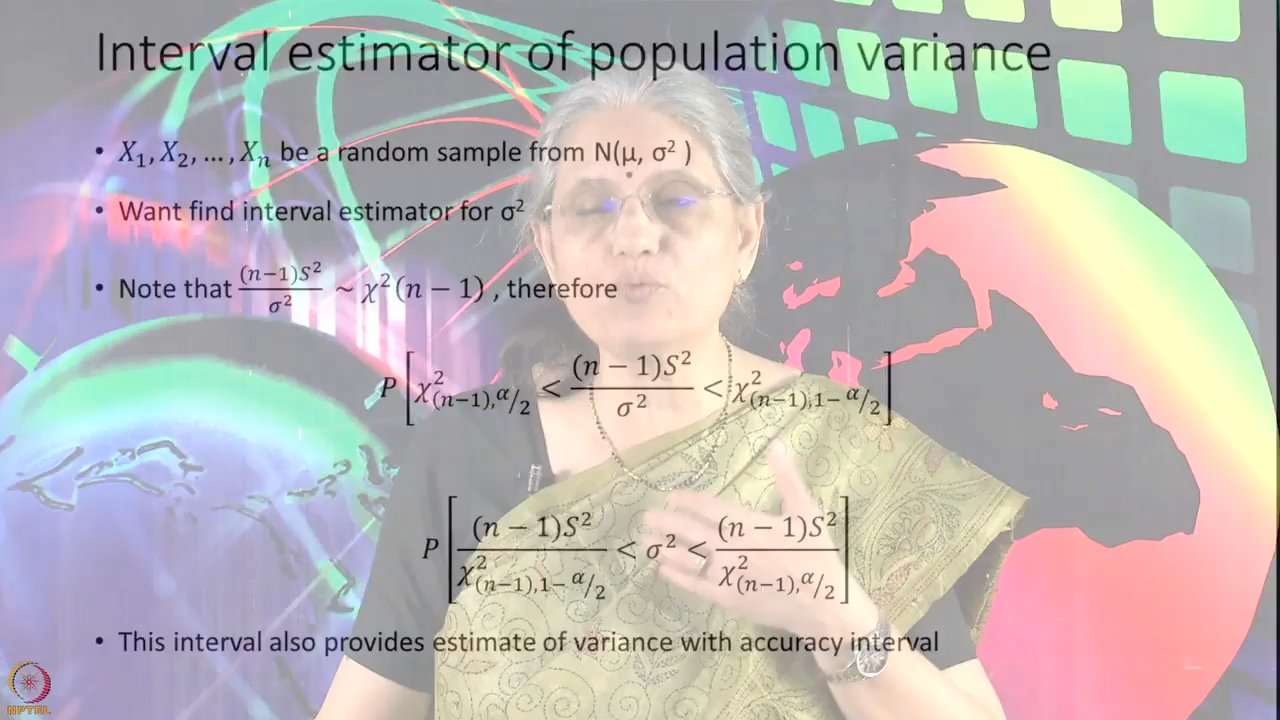 Interval estimator of population variance
• X₁, X₂, …, Xₙ be a random sample from N(μ, σ²)
• Want find interval estimator for σ²
• Note that (n−1)S²/σ² ~ χ²(n − 1) , therefore
P[χ²₍ₙ₋₁₎,α/₂ < (n − 1)S²/σ² < χ²₍ₙ₋₁₎,₁₋α/₂]
P[(n − 1)S²/χ²₍ₙ₋₁₎,₁₋α/₂ < σ² < (n − 1)S²/χ²₍ₙ₋₁₎,α/₂]
• This interval also provides estimate of variance with accuracy interval
NPTEL